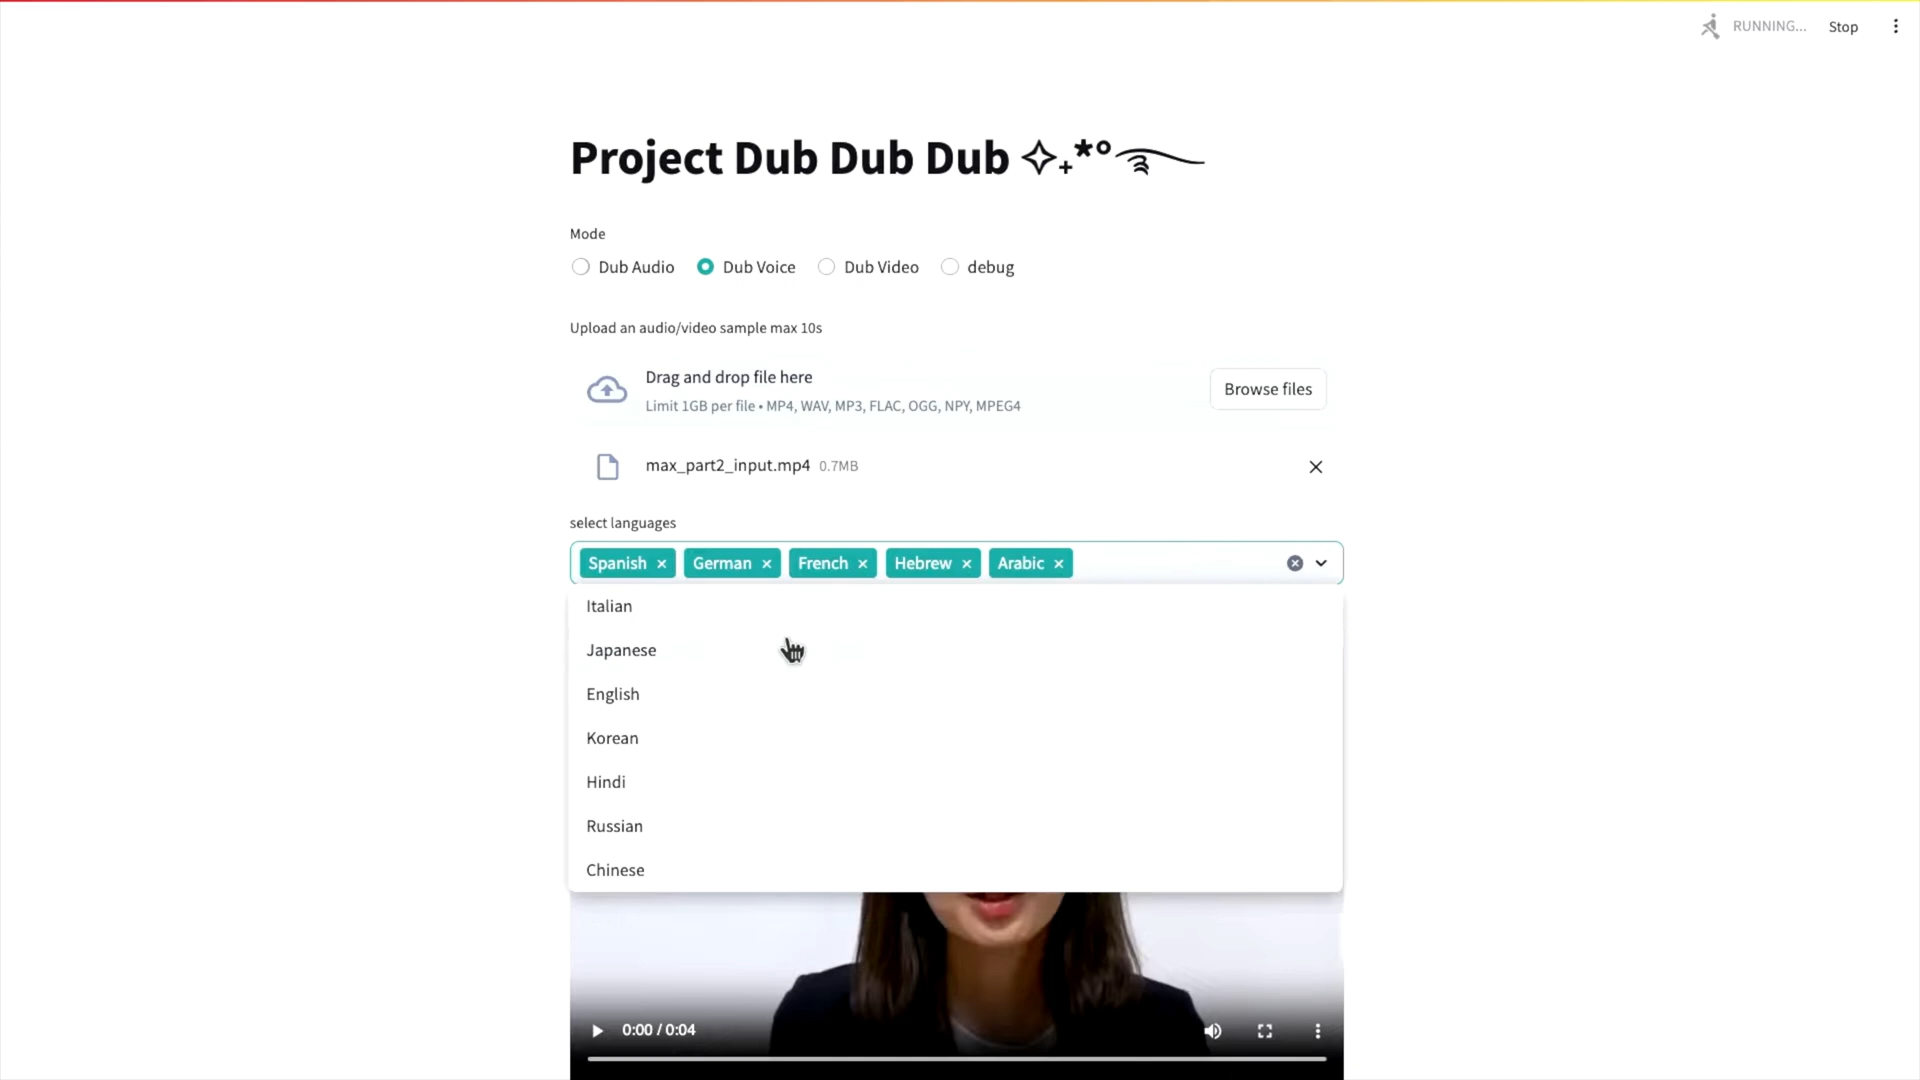 RUNNING... Stop
Project Dub Dub Dub ✧₊*°
Mode
Dub Audio Dub Voice Dub Video debug
Upload an audio/video sample max 10s
Drag and drop file here
Limit 1GB per file • MP4, WAV, MP3, FLAC, OGG, NPY, MPEG4
Browse files
max_part2_input.mp4 0.7MB
select languages
Spanish German French Hebrew Arabic
Italian
Japanese
English
Korean
Hindi
Russian
Chinese
0:00 / 0:04